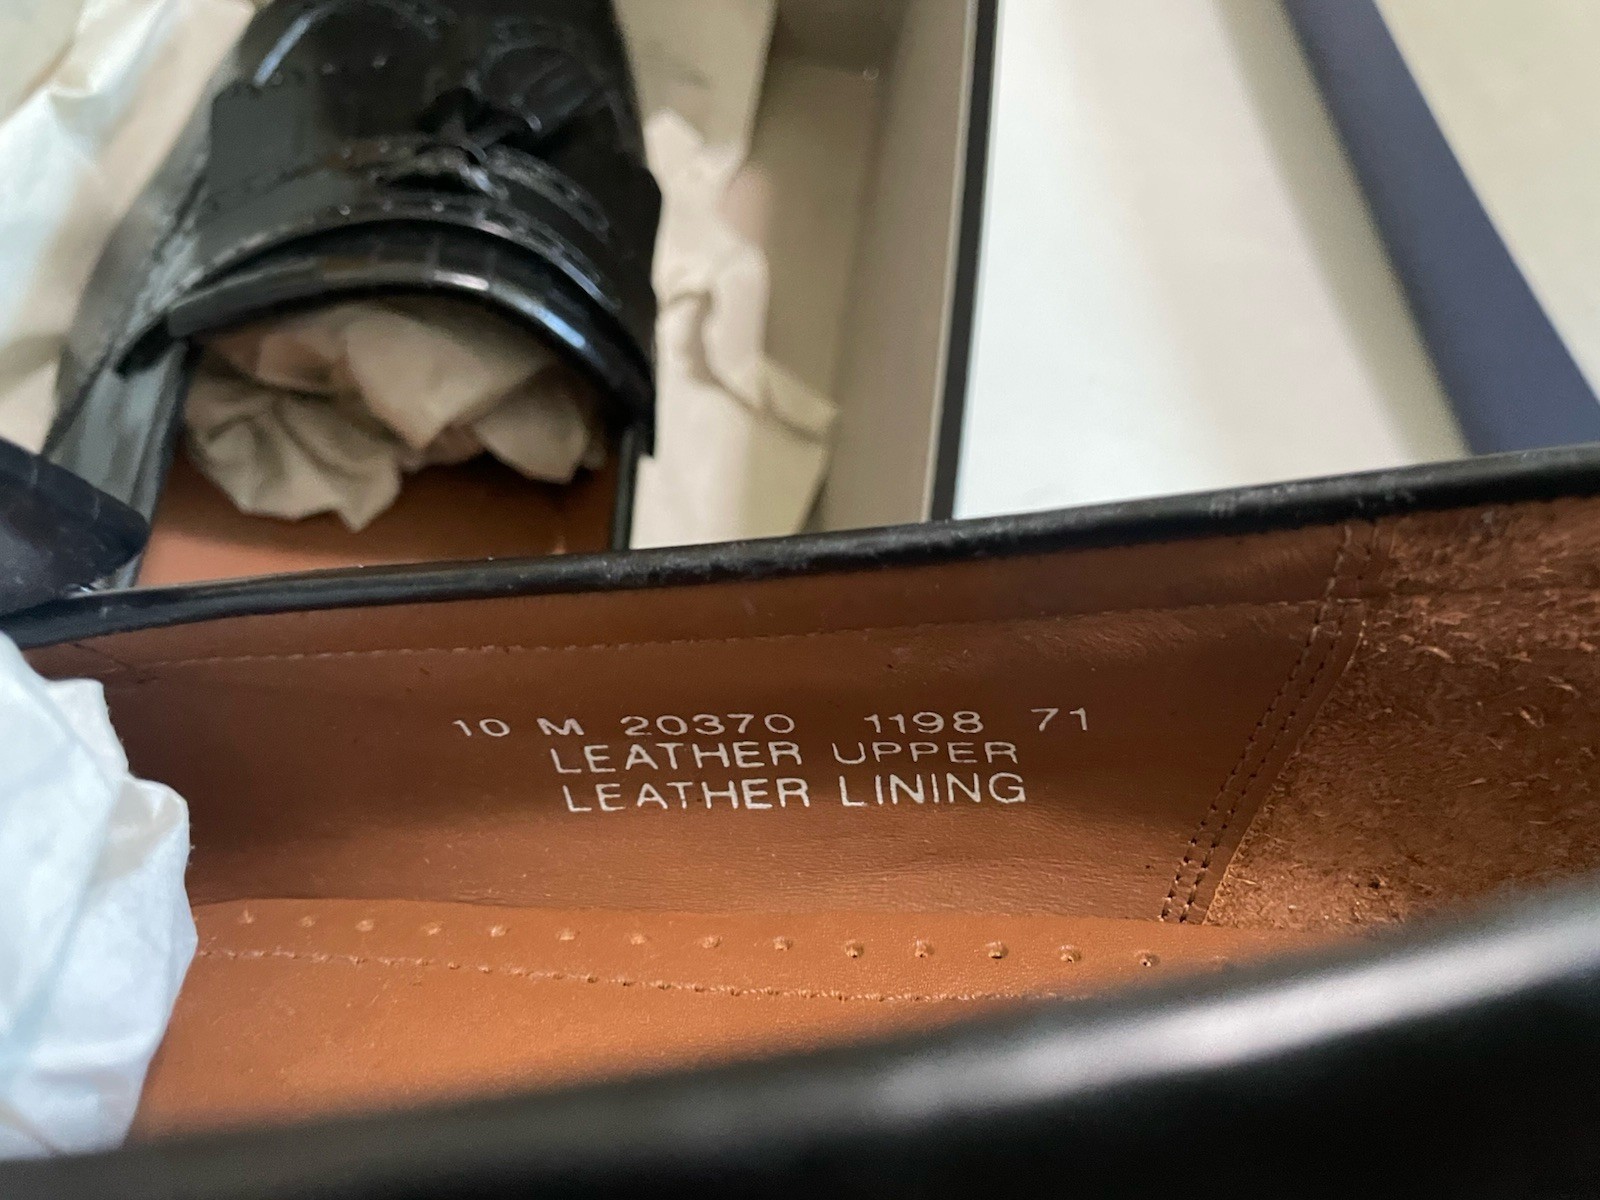 10 M 20370 1198 71
LEATHER UPPER
LEATHER LINING